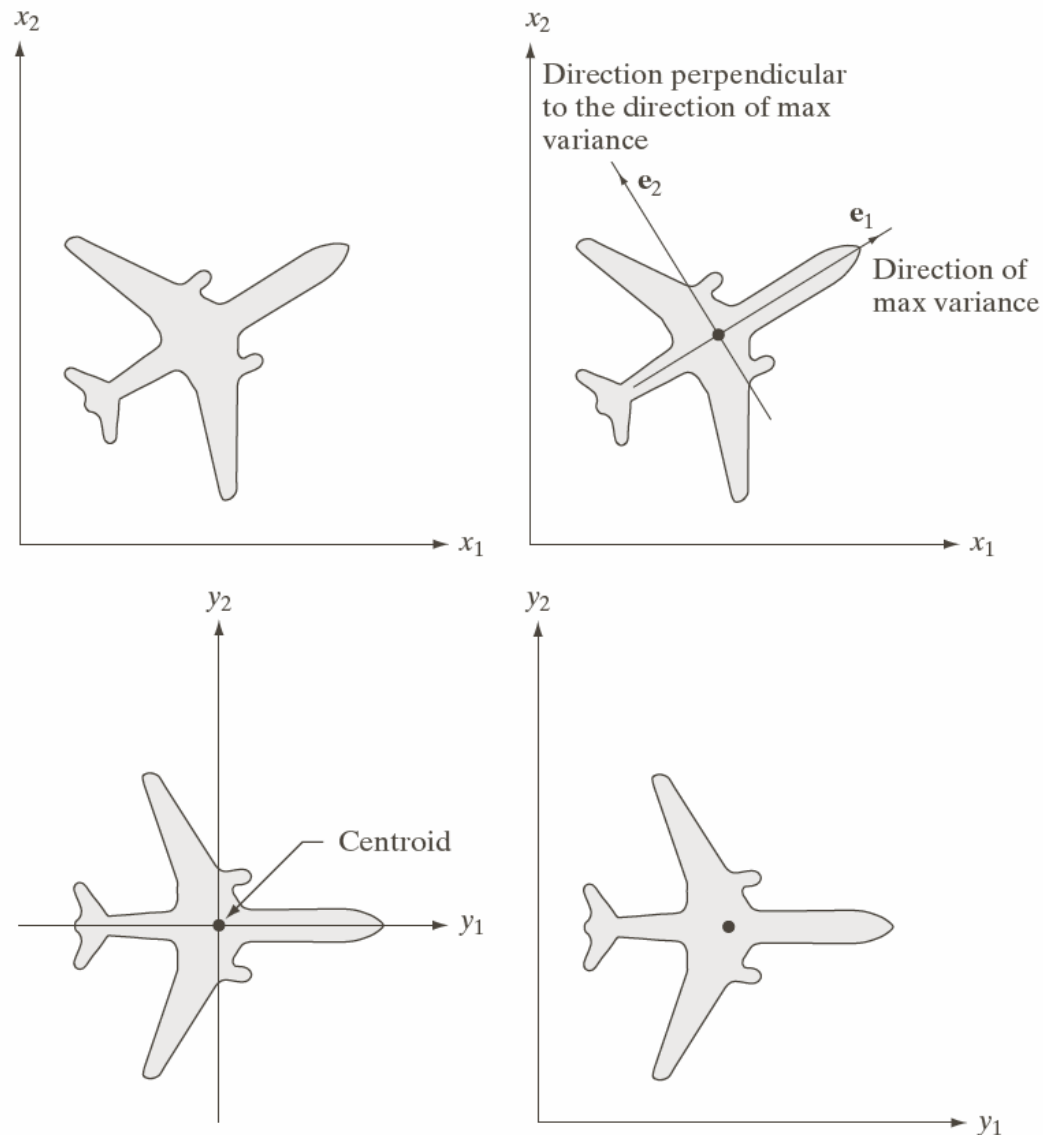 x₂
x₁
x₂
Direction perpendicular
to the direction of max
variance
e₂
e₁
Direction of
max variance
x₁
y₂
Centroid
y₁
y₂
y₁